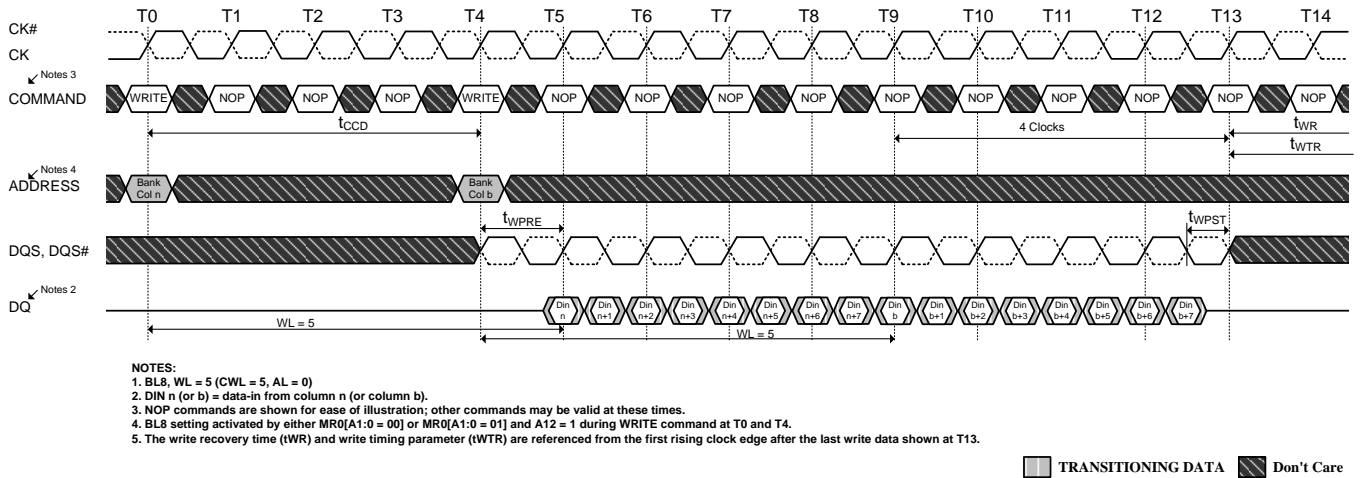 T0 T1 T2 T3 T4 T5 T6 T7 T8 T9 T10 T11 T12 T13 T14
CK#
CK
Notes 3
COMMAND
WRITE NOP NOP NOP WRITE NOP NOP NOP NOP NOP NOP NOP NOP NOP NOP
tCCD
4 Clocks
tWR
tWTR
Notes 4
ADDRESS
Bank Col n
Bank Col b
tWPRE
tWPST
DQS, DQS#
Notes 2
DQ
Din n
Din n+1
Din n+2
Din n+3
Din n+4
Din n+5
Din n+6
Din n+7
Din b
Din b+1
Din b+2
Din b+3
Din b+4
Din b+5
Din b+6
Din b+7
WL = 5
WL = 5
NOTES:
1. BL8, WL = 5 (CWL = 5, AL = 0)
2. DIN n (or b) = data-in from column n (or column b).
3. NOP commands are shown for ease of illustration; other commands may be valid at these times.
4. BL8 setting activated by either MR0[A1:0 = 00] or MR0[A1:0 = 01] and A12 = 1 during WRITE command at T0 and T4.
5. The write recovery time (tWR) and write timing parameter (tWTR) are referenced from the first rising clock edge after the last write data shown at T13.
TRANSITIONING DATA
Don't Care